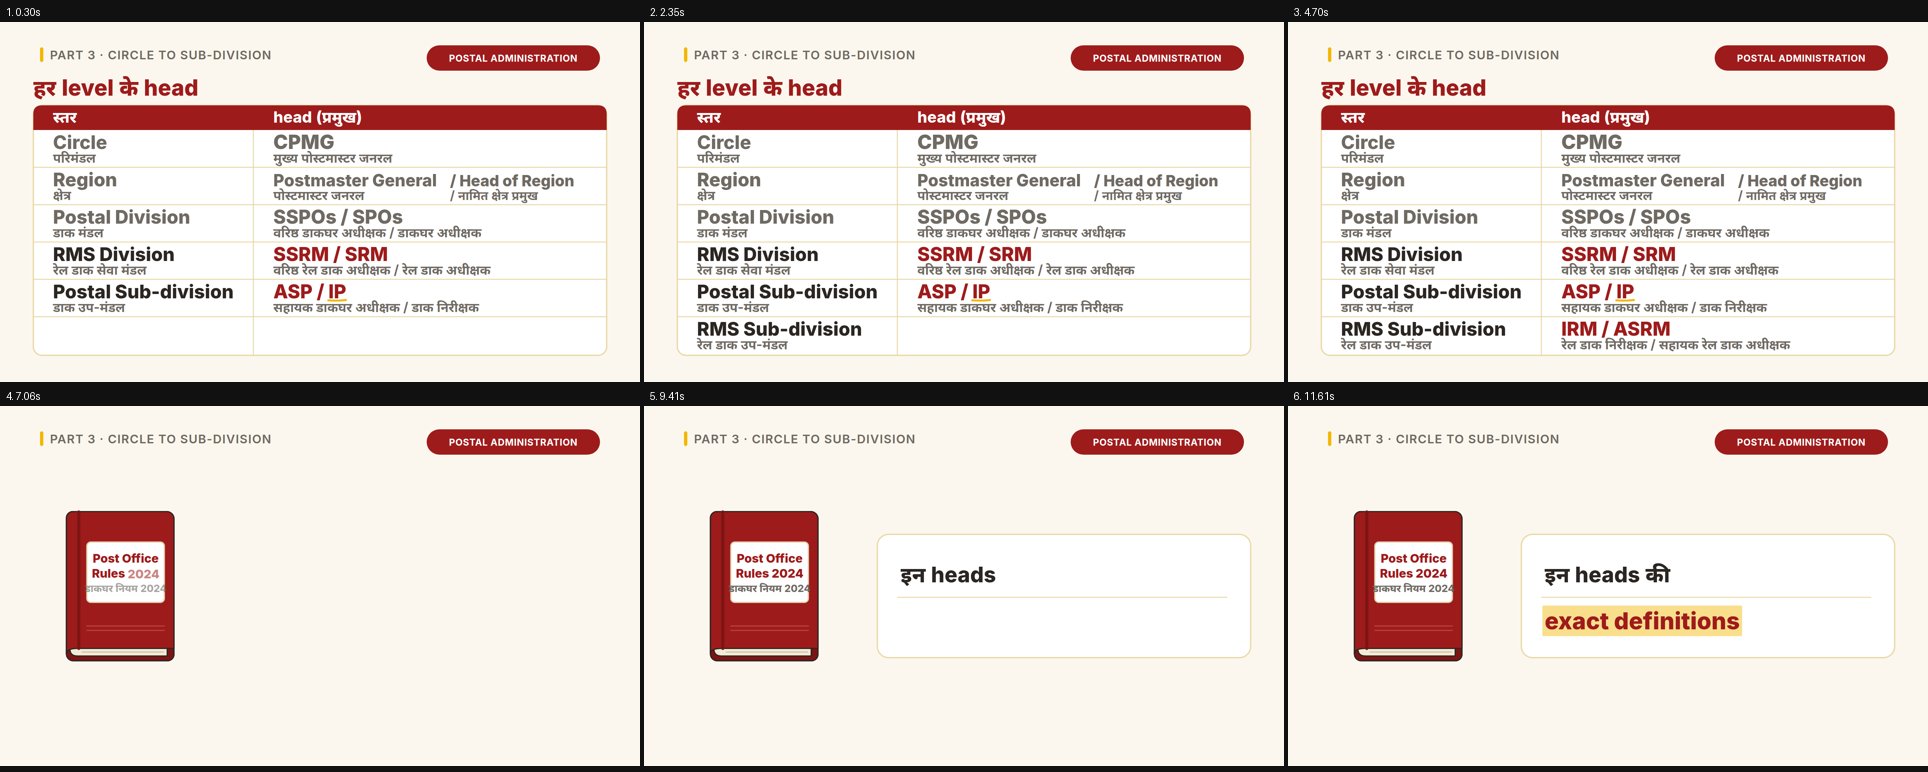 1. 0.30s
PART 3 · CIRCLE TO SUB-DIVISION
POSTAL ADMINISTRATION
हर level के head
स्तर head (प्रमुख)
Circle CPMG
परिमंडल मुख्य पोस्टमास्टर जनरल
Region Postmaster General / Head of Region
क्षेत्र पोस्टमास्टर जनरल / नामित क्षेत्र प्रमुख
Postal Division SSPOs / SPOs
डाक मंडल वरिष्ठ डाकघर अधीक्षक / डाकघर अधीक्षक
RMS Division SSRM / SRM
रेल डाक सेवा मंडल वरिष्ठ रेल डाक अधीक्षक / रेल डाक अधीक्षक
Postal Sub-division ASP / IP
डाक उप-मंडल सहायक डाकघर अधीक्षक / डाक निरीक्षक
2. 2.35s
PART 3 · CIRCLE TO SUB-DIVISION
POSTAL ADMINISTRATION
हर level के head
स्तर head (प्रमुख)
Circle CPMG
परिमंडल मुख्य पोस्टमास्टर जनरल
Region Postmaster General / Head of Region
क्षेत्र पोस्टमास्टर जनरल / नामित क्षेत्र प्रमुख
Postal Division SSPOs / SPOs
डाक मंडल वरिष्ठ डाकघर अधीक्षक / डाकघर अधीक्षक
RMS Division SSRM / SRM
रेल डाक सेवा मंडल वरिष्ठ रेल डाक अधीक्षक / रेल डाक अधीक्षक
Postal Sub-division ASP / IP
डाक उप-मंडल सहायक डाकघर अधीक्षक / डाक निरीक्षक
RMS Sub-division
रेल डाक उप-मंडल
3. 4.70s
PART 3 · CIRCLE TO SUB-DIVISION
POSTAL ADMINISTRATION
हर level के head
स्तर head (प्रमुख)
Circle CPMG
परिमंडल मुख्य पोस्टमास्टर जनरल
Region Postmaster General / Head of Region
क्षेत्र पोस्टमास्टर जनरल / नामित क्षेत्र प्रमुख
Postal Division SSPOs / SPOs
डाक मंडल वरिष्ठ डाकघर अधीक्षक / डाकघर अधीक्षक
RMS Division SSRM / SRM
रेल डाक सेवा मंडल वरिष्ठ रेल डाक अधीक्षक / रेल डाक अधीक्षक
Postal Sub-division ASP / IP
डाक उप-मंडल सहायक डाकघर अधीक्षक / डाक निरीक्षक
RMS Sub-division IRM / ASRM
रेल डाक उप-मंडल रेल डाक निरीक्षक / सहायक रेल डाक अधीक्षक
4. 7.06s
PART 3 · CIRCLE TO SUB-DIVISION
POSTAL ADMINISTRATION
Post Office
Rules 2024
डाकघर नियम 2024
5. 9.41s
PART 3 · CIRCLE TO SUB-DIVISION
POSTAL ADMINISTRATION
Post Office
Rules 2024
डाकघर नियम 2024
इन heads
6. 11.61s
PART 3 · CIRCLE TO SUB-DIVISION
POSTAL ADMINISTRATION
Post Office
Rules 2024
डाकघर नियम 2024
इन heads की
exact definitions